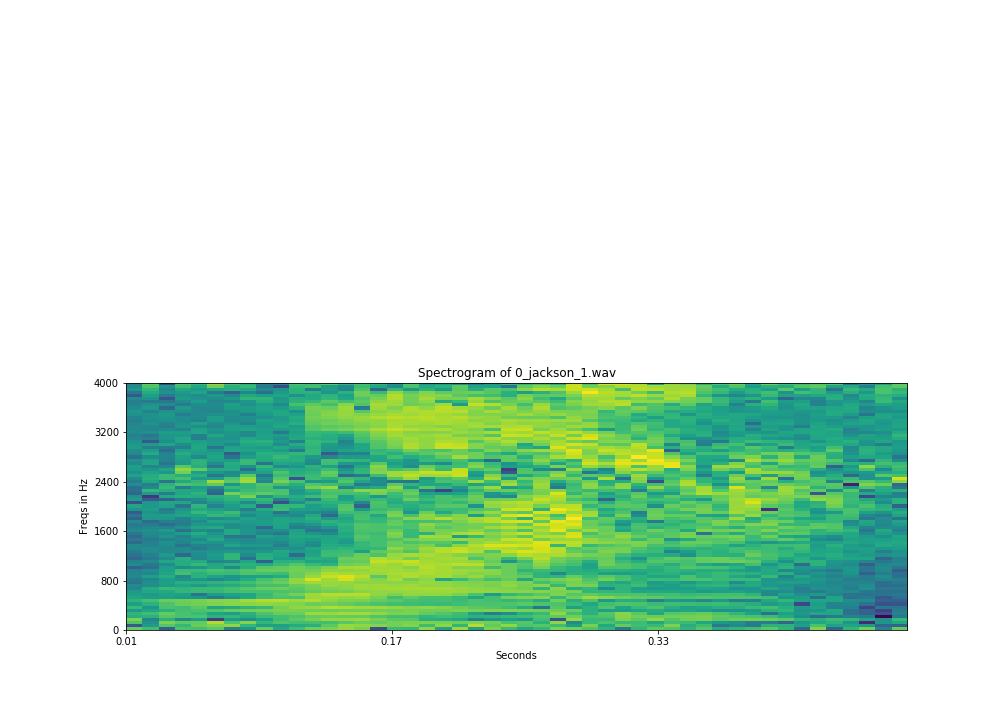 Spectrogram of 0_jackson_1.wav
4000
3200
2400
1600
800
0
Freqs in Hz
0.01 0.17 0.33
Seconds